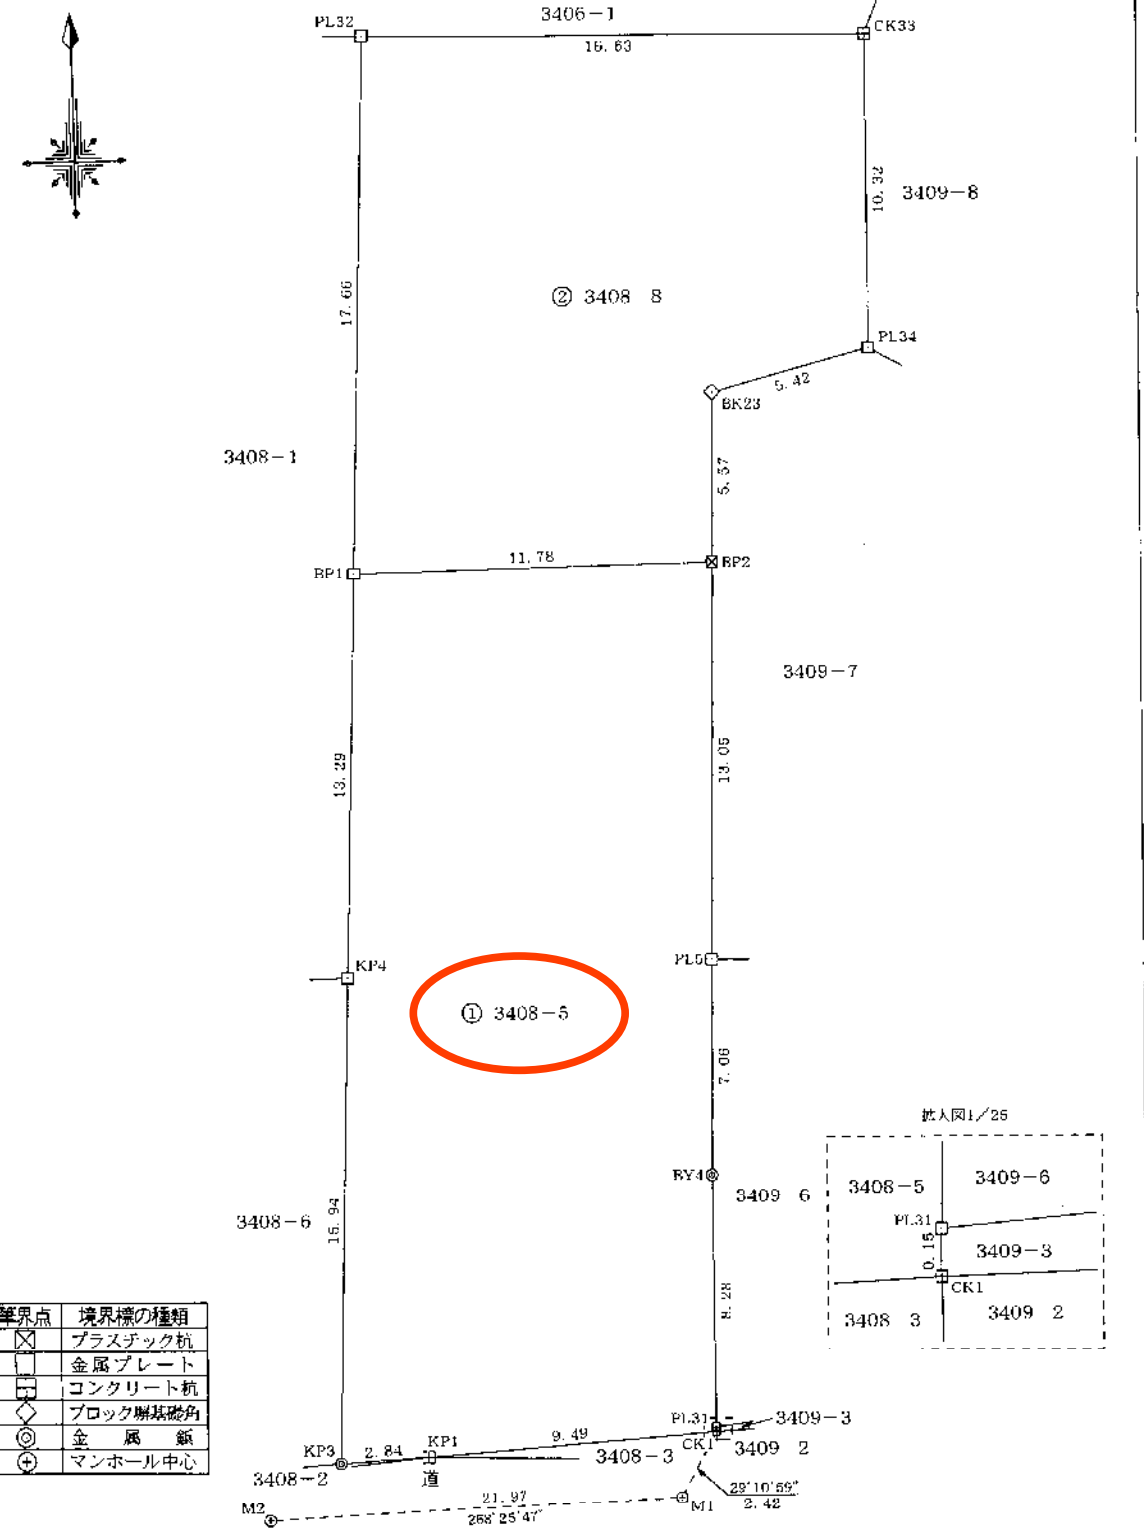 3406-1
PL32
CK33
16.63
10.32
3409-8
17.66
② 3408 8
PL34
5.42
BK23
3408-1
5.57
11.78
BP1
BP2
3409-7
13.29
13.05
KP4
PL5
① 3408-5
7.06
拡大図1/25
3408-5
3409-6
PL31
0.15
3409-3
CK1
3408 3
3409 2
BY4
3409 6
3408-6
15.94
8.28
筆界点 境界標の種類
プラスチック杭
金属プレート
コンクリート杭
ブロック塀基礎角
金属鋲
マンホール中心
PL31
3409-3
9.49
CK1
3409 2
KP3
2.84
KP1
3408-3
3408-2
道
29°10'59"
2.42
21.97
M1
M2
258°25'47"